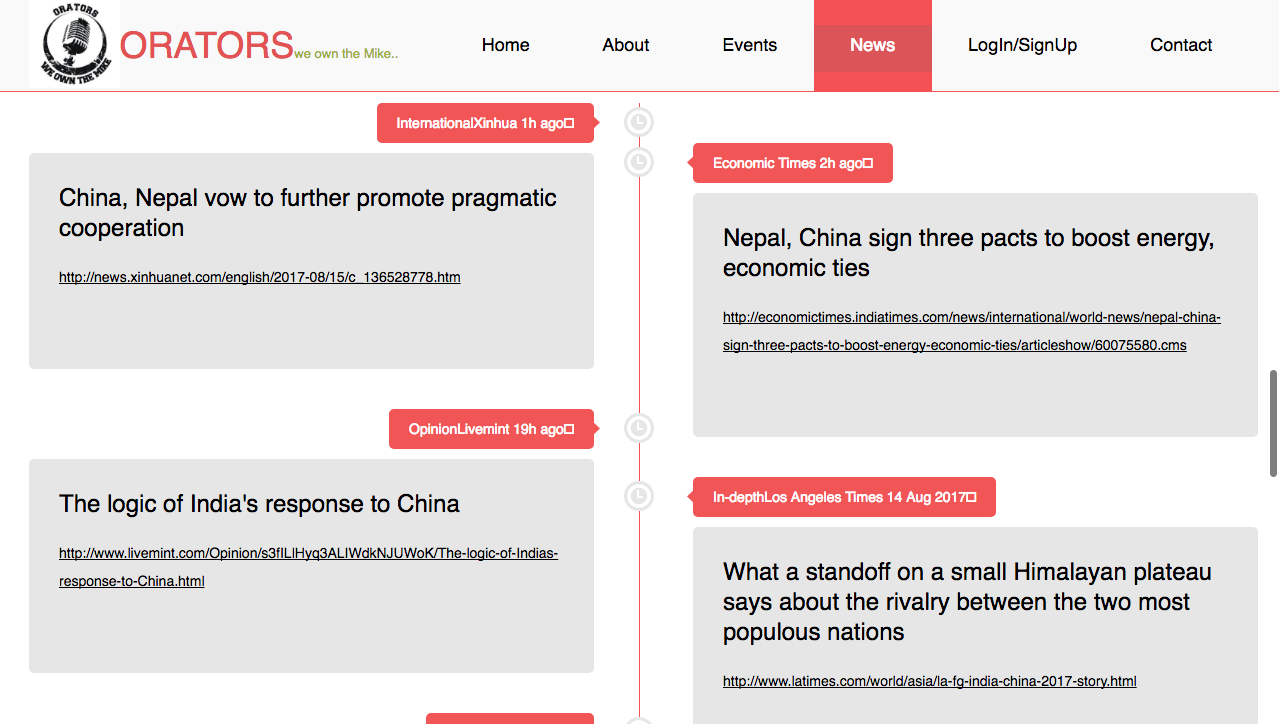 ORATORS
WE OWN THE MIKE
ORATORS we own the Mike..
Home
About
Events
News
LogIn/SignUp
Contact
InternationalXinhua 1h ago□
China, Nepal vow to further promote pragmatic
cooperation
http://news.xinhuanet.com/english/2017-08/15/c_136528778.htm
Economic Times 2h ago□
Nepal, China sign three pacts to boost energy,
economic ties
http://economictimes.indiatimes.com/news/international/world-news/nepal-china-
sign-three-pacts-to-boost-energy-economic-ties/articleshow/60075580.cms
OpinionLivemint 19h ago□
The logic of India's response to China
http://www.livemint.com/Opinion/s3fILlHyq3ALIWdkNJUWoK/The-logic-of-Indias-
response-to-China.html
In-depthLos Angeles Times 14 Aug 2017□
What a standoff on a small Himalayan plateau
says about the rivalry between the two most
populous nations
http://www.latimes.com/world/asia/la-fg-india-china-2017-story.html